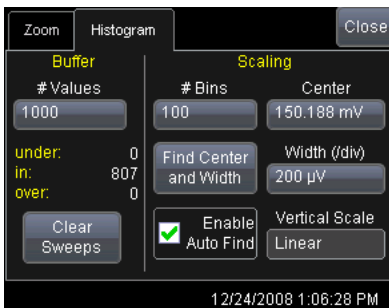 Zoom Histogram Close
Buffer Scaling
# Values # Bins Center
1000 100 150.188 mV
under: 0
in: 807
over: 0
Find Center and Width
Width (/div)
200 µV
Clear Sweeps
Enable Auto Find
Vertical Scale
Linear
12/24/2008 1:06:28 PM